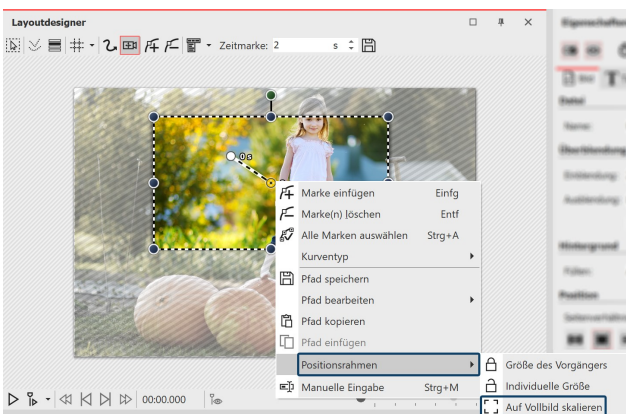 Layoutdesigner
Zeitmarke: 2 s
0 s
Marke einfügen Einfg
Marke(n) löschen Entf
Alle Marken auswählen Strg+A
Kurventyp
Pfad speichern
Pfad bearbeiten
Pfad kopieren
Pfad einfügen
Positionsrahmen
Manuelle Eingabe Strg+M
Größe des Vorgängers
Individuelle Größe
Auf Vollbild skalieren
00:00.000